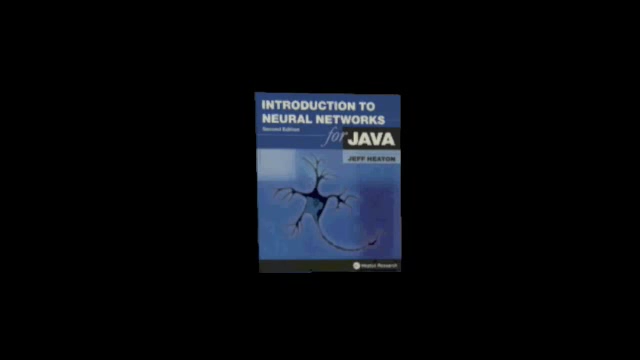 INTRODUCTION TO
NEURAL NETWORKS
Second Edition
for JAVA
JEFF HEATON
Heaton Research